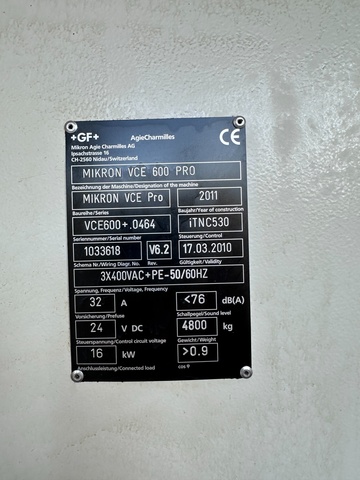 +GF+ AgieCharmilles CE
Mikron Agie Charmilles AG
Ipsachstrasse 16
CH-2560 Nidau/Switzerland
MIKRON VCE 600 PRO
Bezeichnung der Maschine/Designation of the machine
MIKRON VCE Pro 2011
Baureihe/Series Baujahr/Year of construction
VCE600+.0464 iTNC530
Seriennummer/Serial number Steuerung/Control
1033618 V6.2 17.03.2010
Schema Nr./Wiring Diagr. No. Rev. Gültigkeit/Validity
3X400VAC+PE-50/60HZ
Spannung, Frequenz/Voltage, Frequency
32 A <76 dB(A)
Vorsicherung/Prefuse Schallpegel/Sound level
24 V DC 4800 kg
Steuerspannung/Control circuit voltage Gewicht/Weight
16 kW >0.9
Anschlussleistung/Connected load cos φ